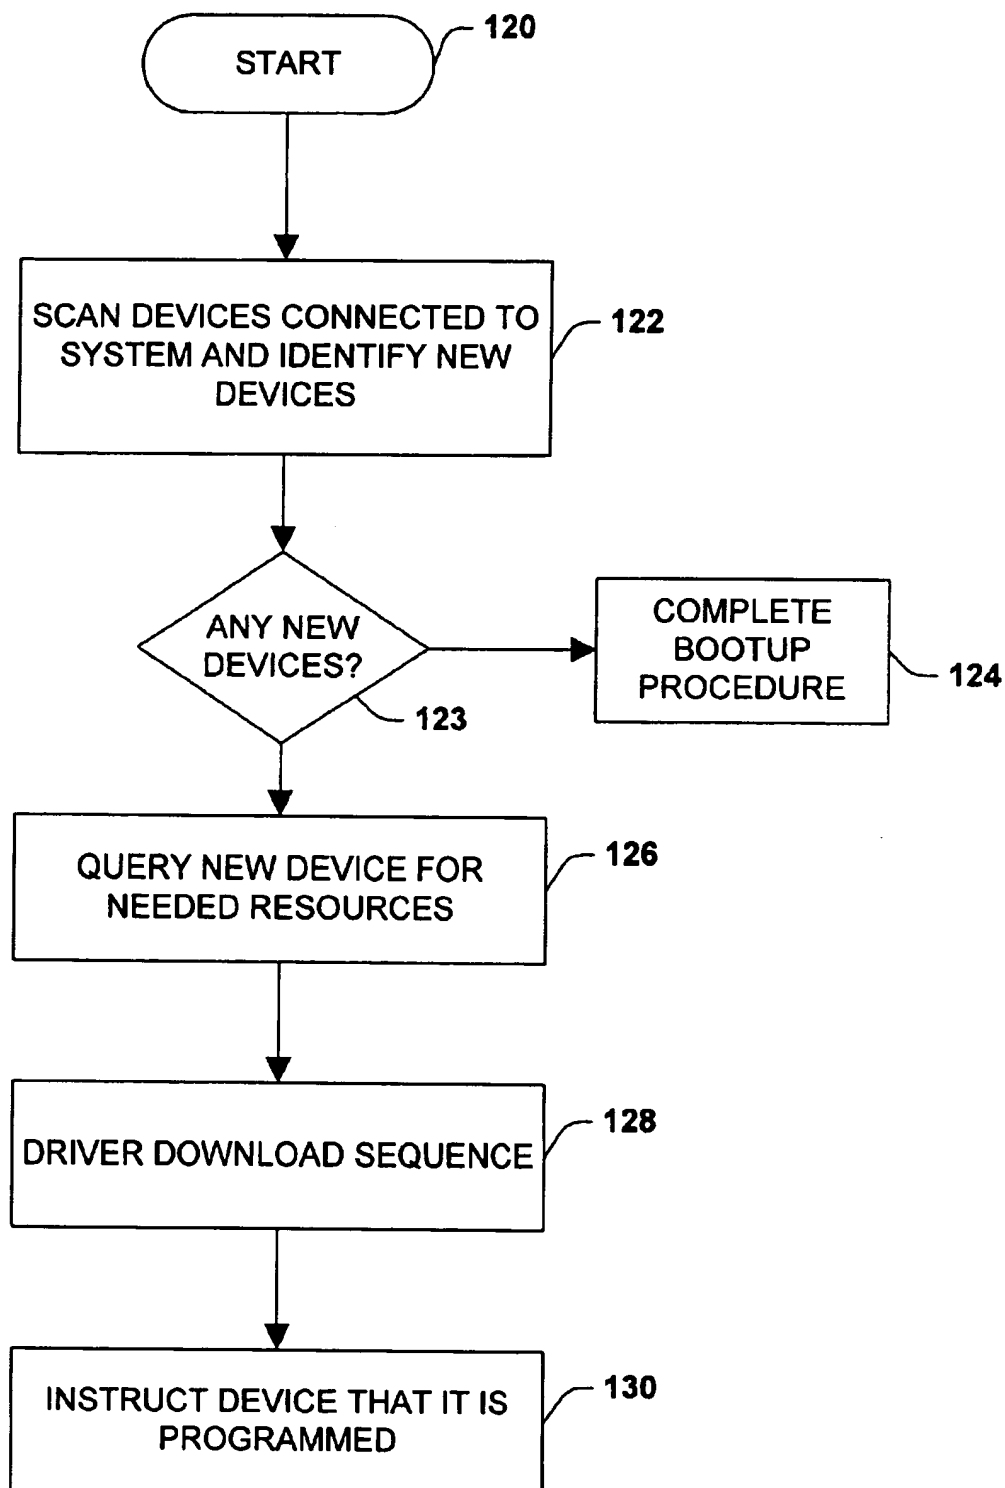 120
START
SCAN DEVICES CONNECTED TO
SYSTEM AND IDENTIFY NEW
DEVICES
122
ANY NEW
DEVICES?
123
COMPLETE
BOOTUP
PROCEDURE
124
QUERY NEW DEVICE FOR
NEEDED RESOURCES
126
DRIVER DOWNLOAD SEQUENCE
128
INSTRUCT DEVICE THAT IT IS
PROGRAMMED
130